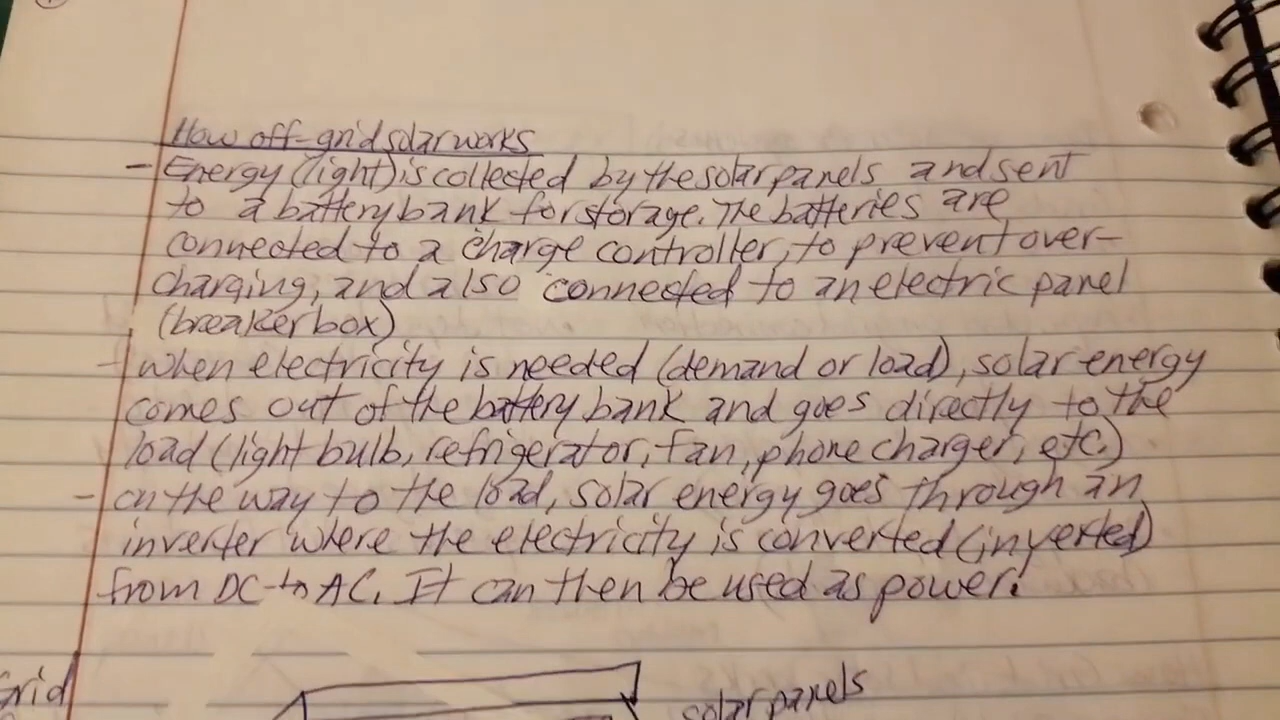 How off-grid solar works
- Energy (light) is collected by the solar panels and sent
to a battery bank for storage. The batteries are
connected to a charge controller, to prevent over-
charging, and also connected to an electric panel
(breaker box)
- when electricity is needed (demand or load), solar energy
comes out of the battery bank and goes directly to the
load (light bulb, refrigerator, fan, phone charger, etc.)
- on the way to the load, solar energy goes through an
inverter where the electricity is converted (inverted)
from DC to AC. It can then be used as power!
Grid
solar panels